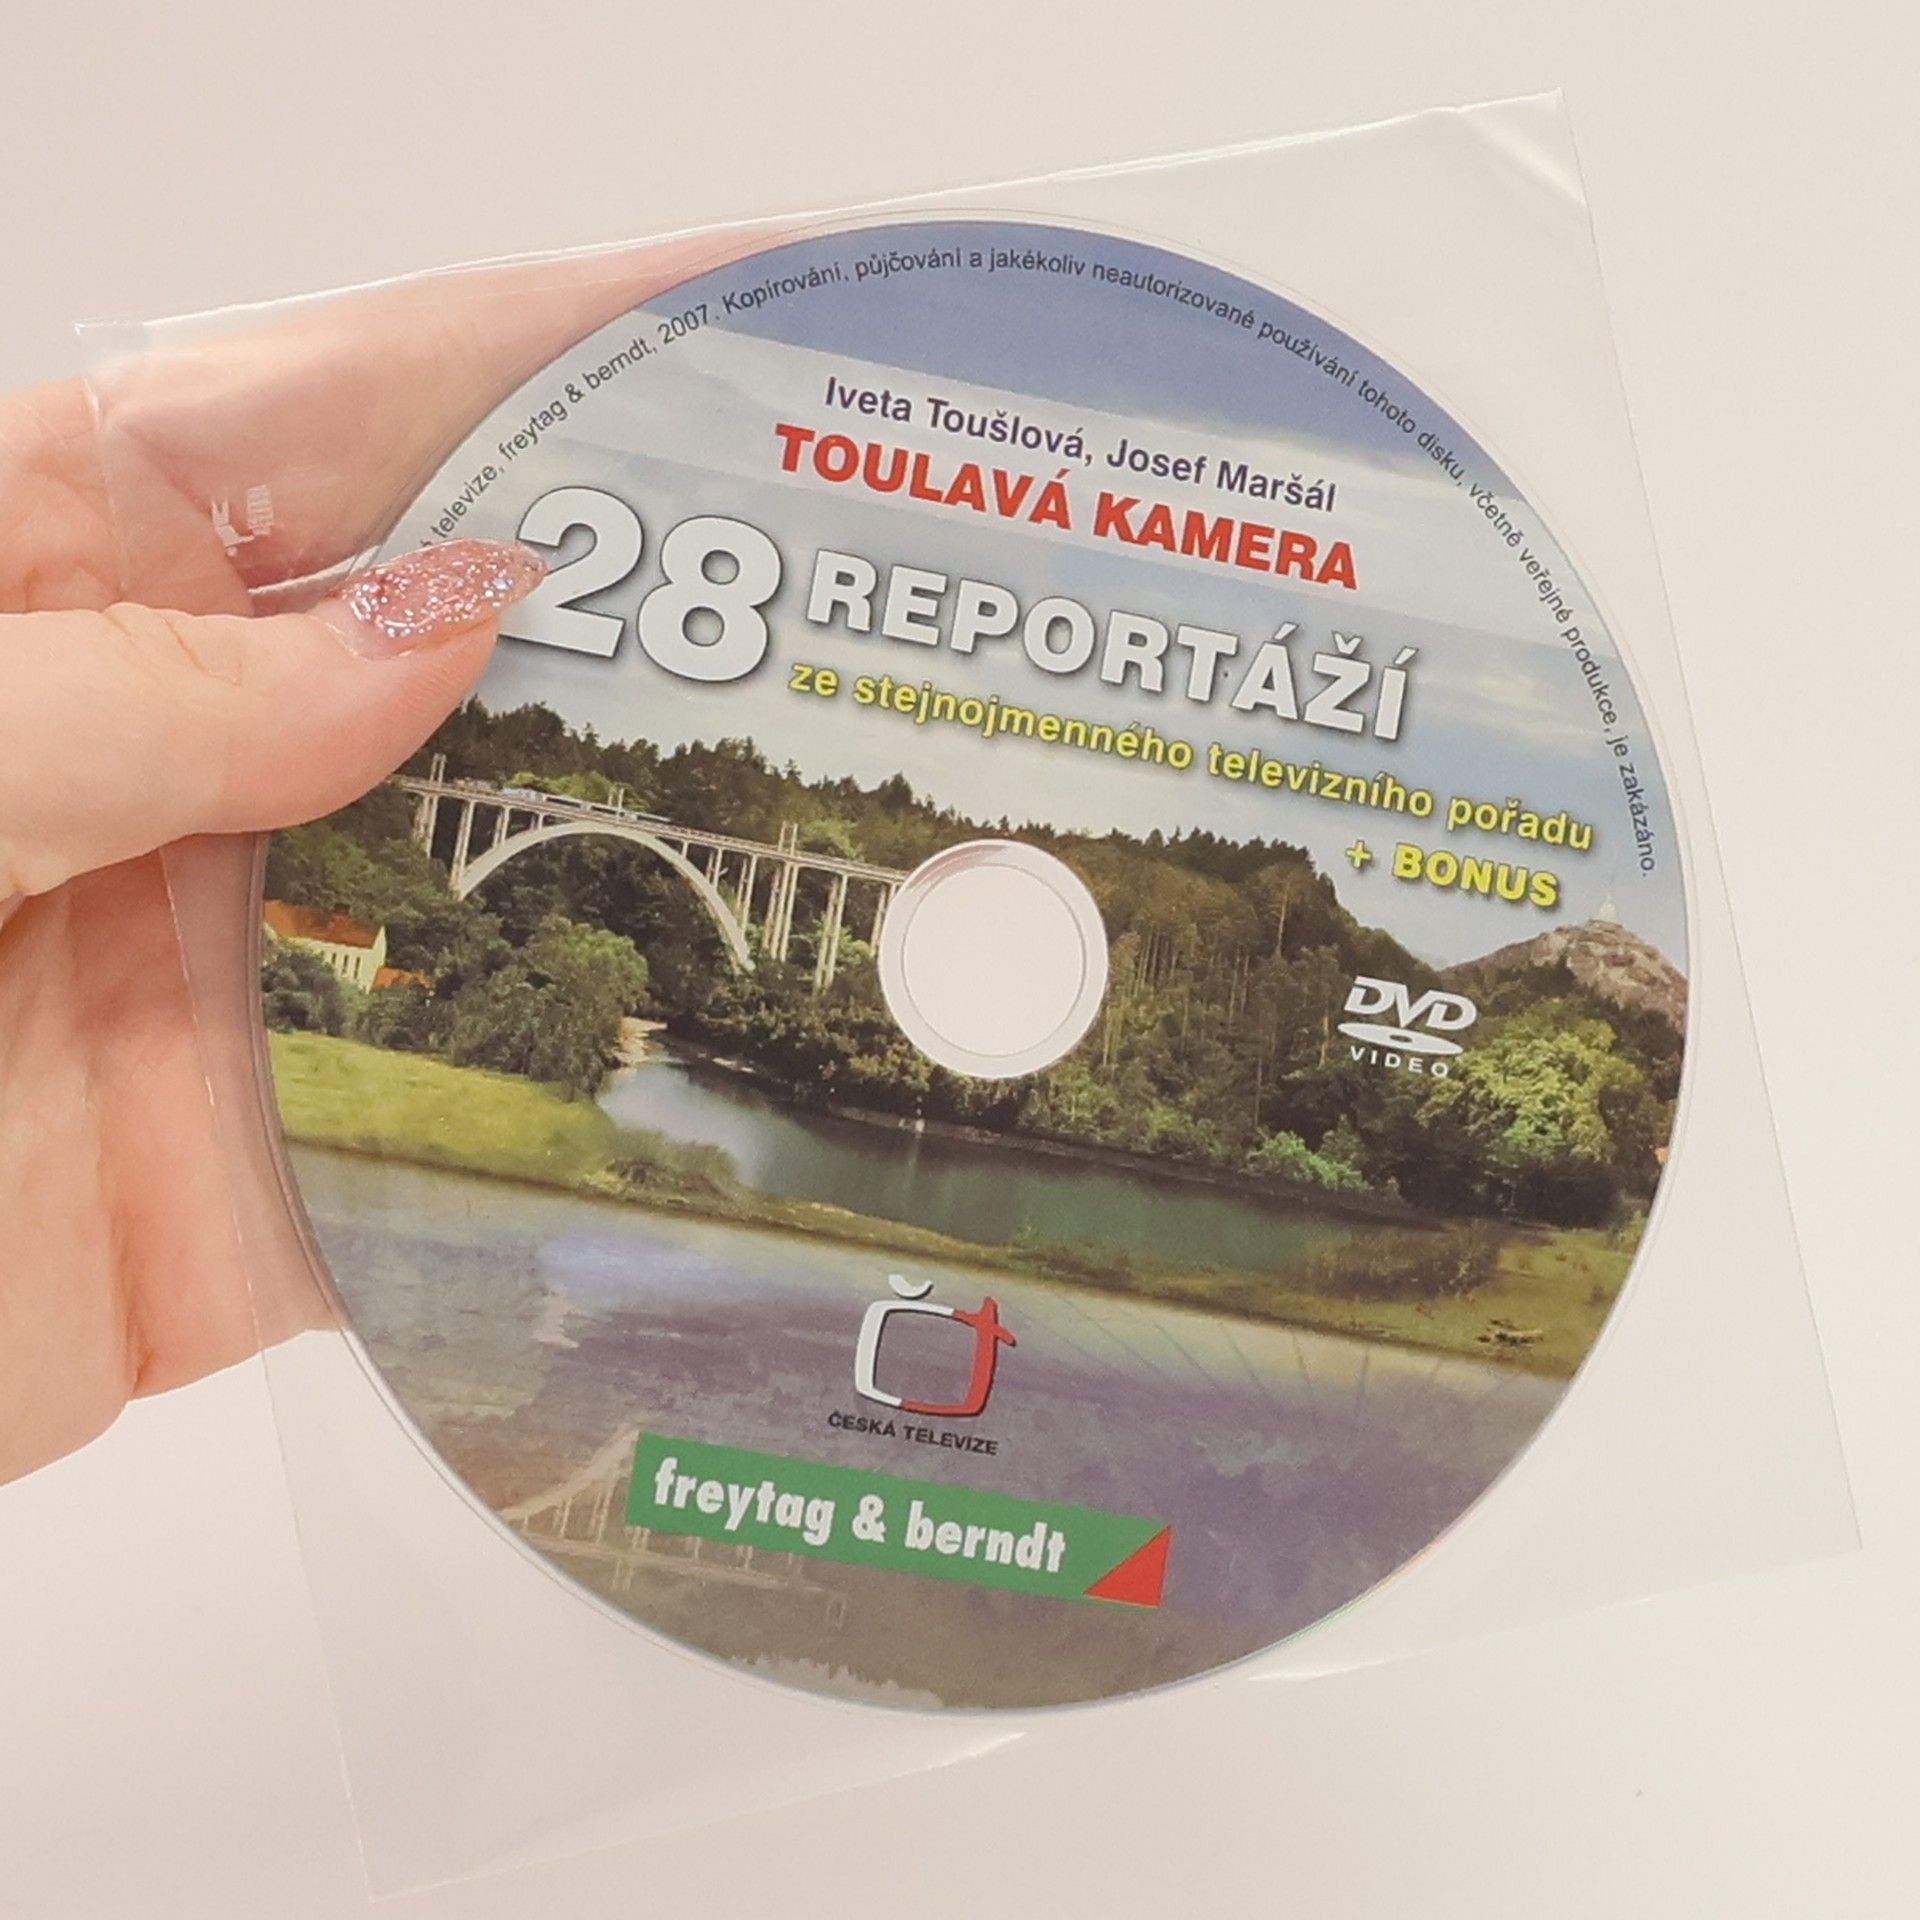 televize, freytag & berndt, 2007. Kopírování, půjčování a jakékoliv neautorizované používání tohoto disku, včetně veřejné produkce, je zakázáno.
Iveta Toušlová, Josef Maršál
TOULAVÁ KAMERA
28 REPORTÁŽÍ
ze stejnojmenného televizního pořadu
+ BONUS
DVD
VIDEO
ČESKÁ TELEVIZE
freytag & berndt